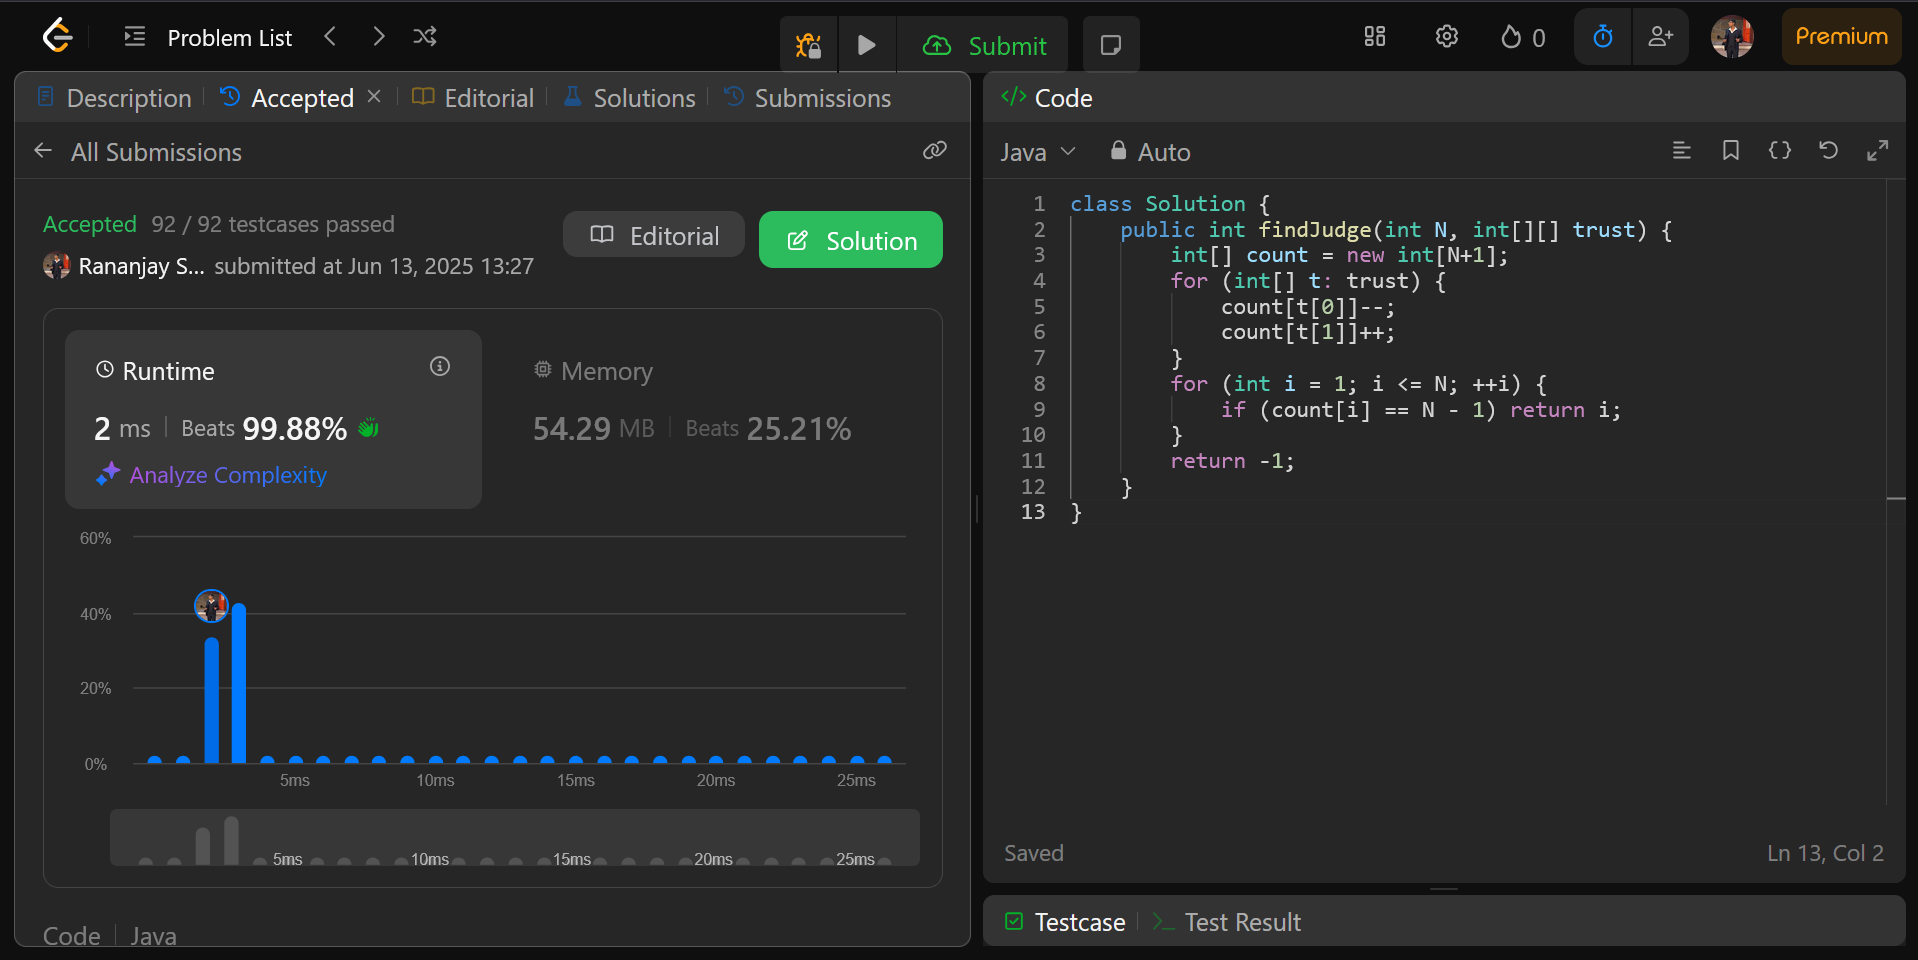 Problem List
Submit
0
Premium
Description
Accepted
Editorial
Solutions
Submissions
All Submissions
Accepted 92 / 92 testcases passed
Rananjay S... submitted at Jun 13, 2025 13:27
Editorial
Solution
Runtime
2 ms
Beats 99.88%
Analyze Complexity
Memory
54.29 MB
Beats 25.21%
60%
40%
20%
0%
5ms 10ms 15ms 20ms 25ms
5ms 10ms 15ms 20ms 25ms
Code
Java
</> Code
Java
Auto
1 class Solution {
2     public int findJudge(int N, int[][] trust) {
3         int[] count = new int[N+1];
4         for (int[] t: trust) {
5             count[t[0]]--;
6             count[t[1]]++;
7         }
8         for (int i = 1; i <= N; ++i) {
9             if (count[i] == N - 1) return i;
10         }
11         return -1;
12     }
13 }
Saved
Ln 13, Col 2
Testcase
Test Result